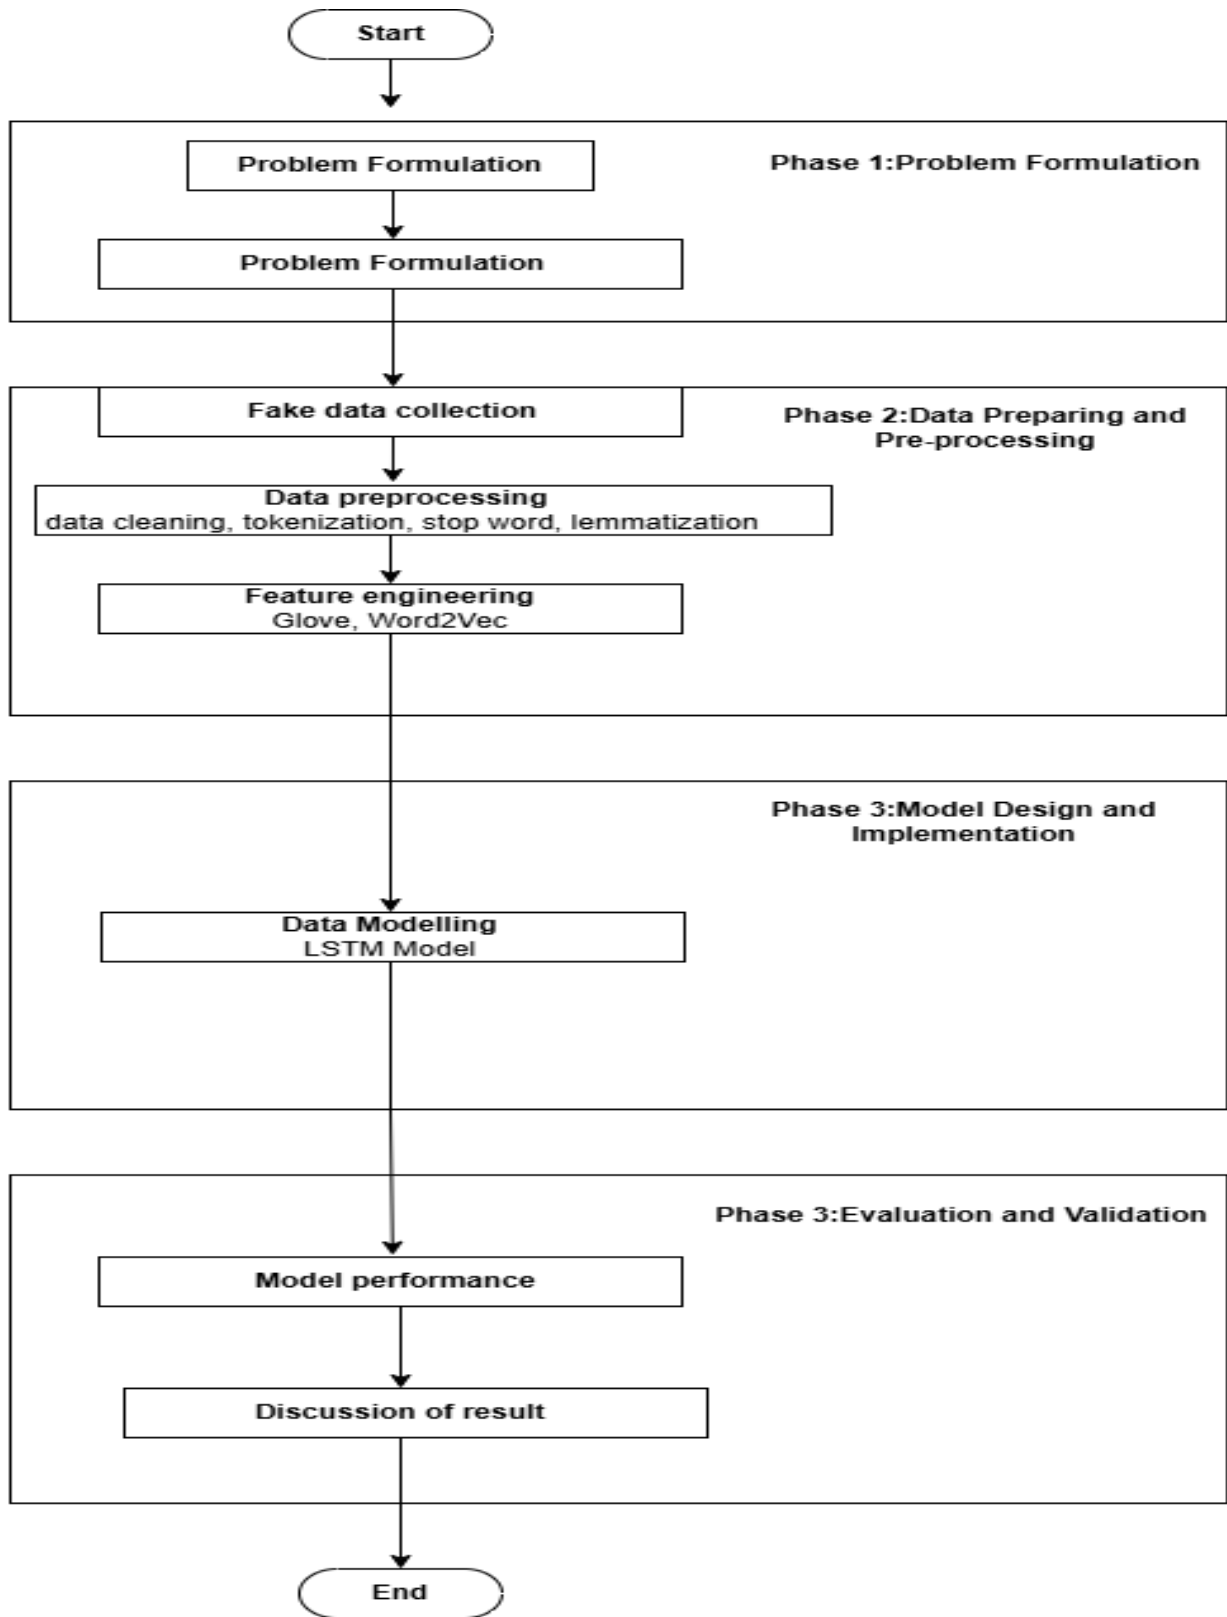 Start
Phase 1:Problem Formulation
Problem Formulation
Problem Formulation
Fake data collection
Phase 2:Data Preparing and
Pre-processing
Data preprocessing
data cleaning, tokenization, stop word, lemmatization
Feature engineering
Glove, Word2Vec
Phase 3:Model Design and
Implementation
Data Modelling
LSTM Model
Phase 3:Evaluation and Validation
Model performance
Discussion of result
End